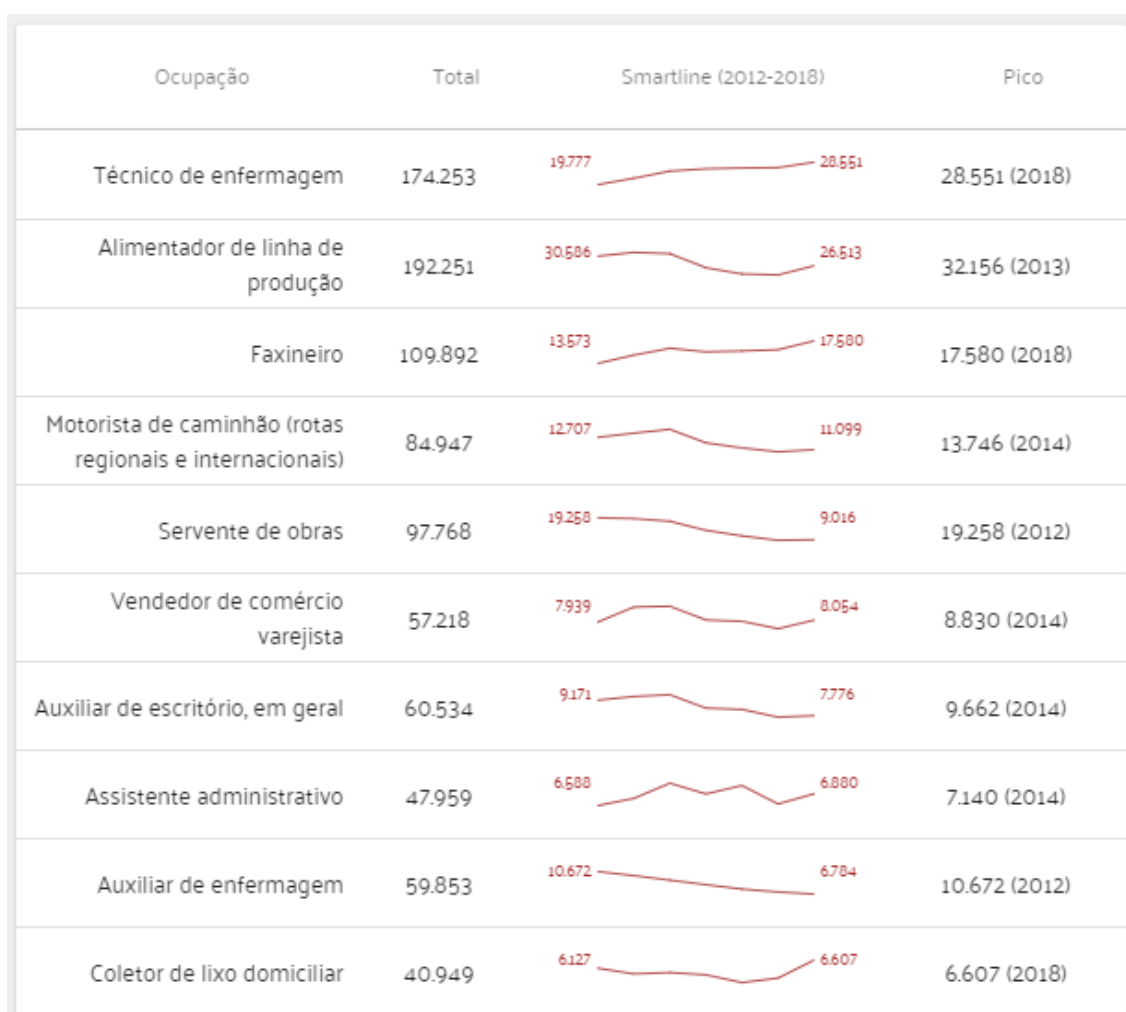 Ocupação Total Smartline (2012-2018) Pico
Técnico de enfermagem 174.253 19.777 28.551 28.551 (2018)
Alimentador de linha de
produção 192.251 30.586 26.513 32.156 (2013)
Faxineiro 109.892 13.573 17.580 17.580 (2018)
Motorista de caminhão (rotas
regionais e internacionais) 84.947 12.707 11.099 13.746 (2014)
Servente de obras 97.768 19.258 9.016 19.258 (2012)
Vendedor de comércio
varejista 57.218 7.939 8.054 8.830 (2014)
Auxiliar de escritório, em geral 60.534 9.171 7.776 9.662 (2014)
Assistente administrativo 47.959 6.588 6.880 7.140 (2014)
Auxiliar de enfermagem 59.853 10.672 6.784 10.672 (2012)
Coletor de lixo domiciliar 40.949 6.127 6.607 6.607 (2018)